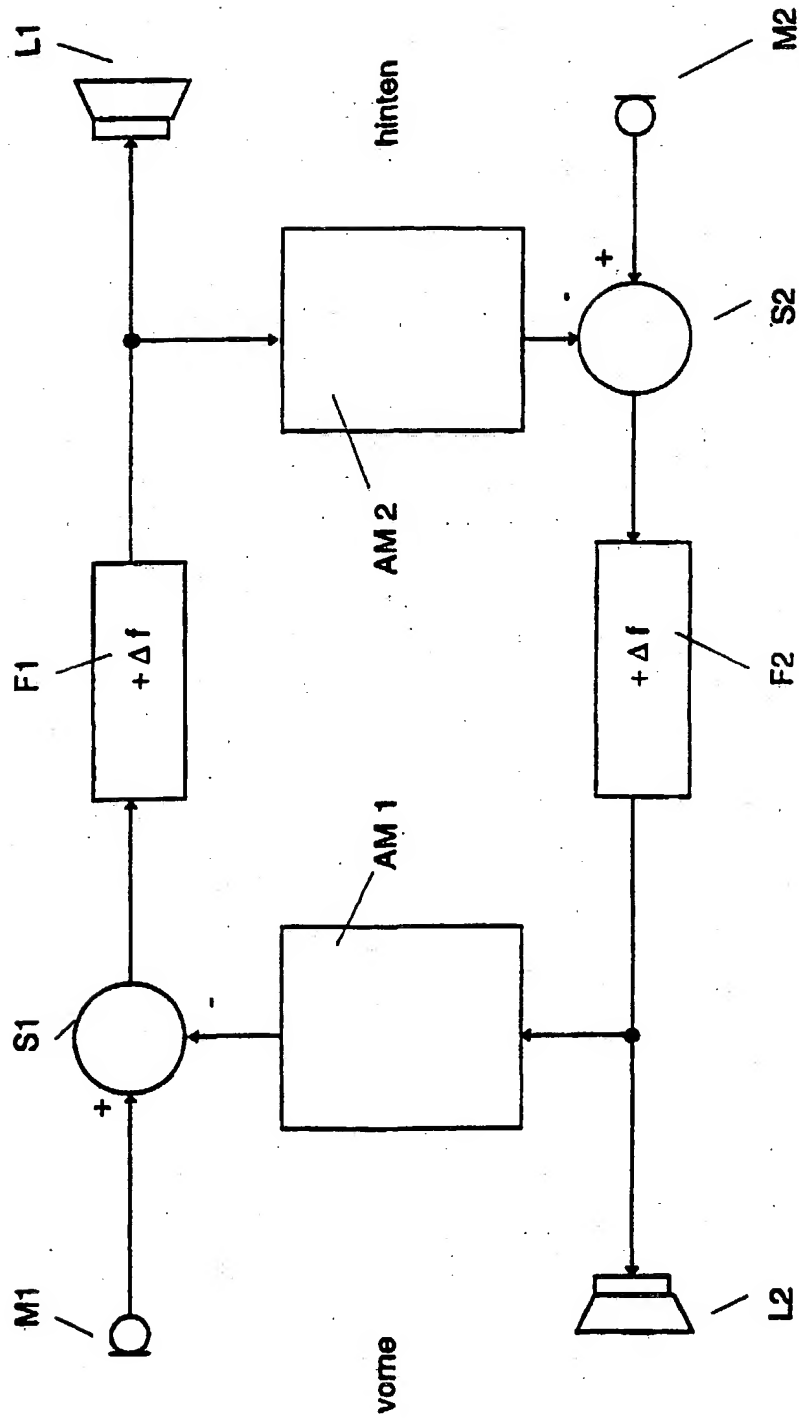 M1 S1 F1 L1
+
+ Δ f
-
vorne hinten
AM 1 AM 2
-
+
+ Δ f
L2 F2 S2 M2